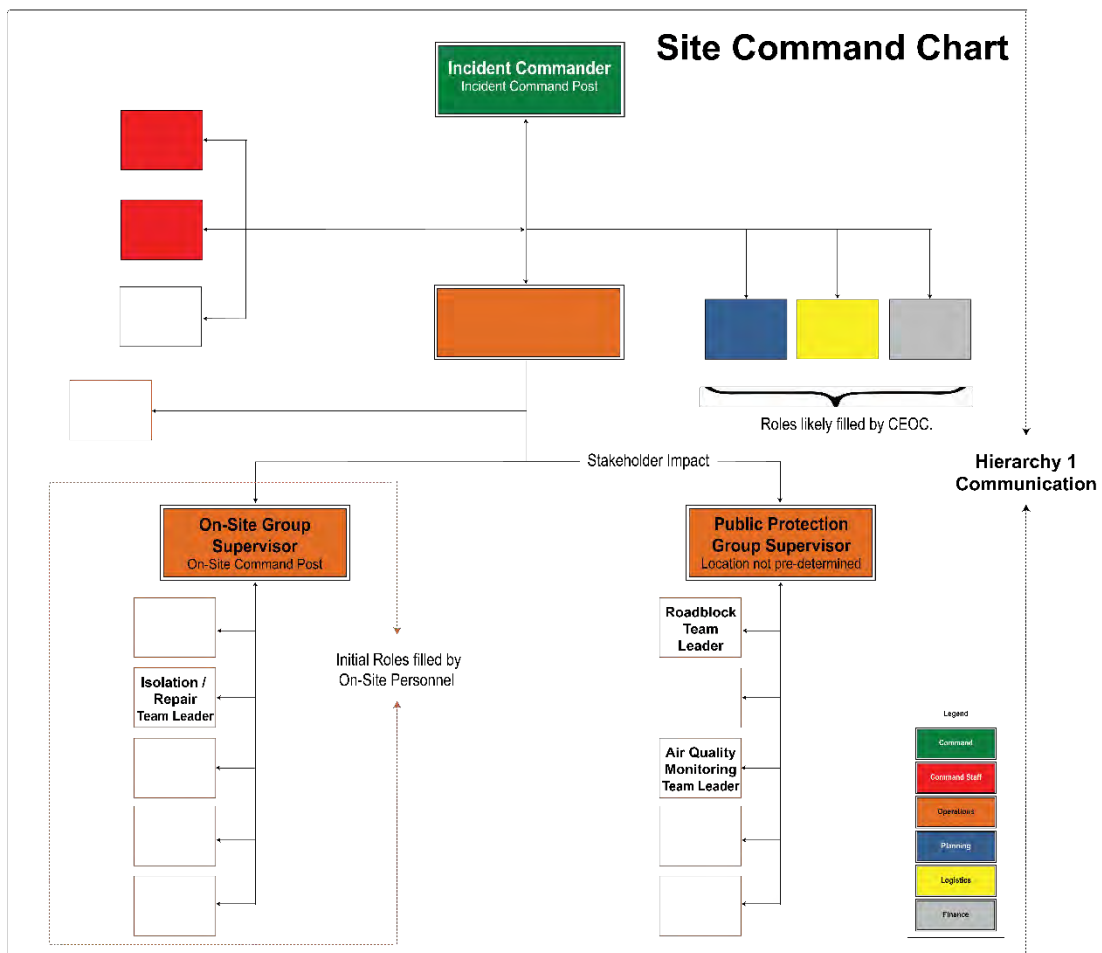 Site Command Chart
Incident Commander
Incident Command Post
Roles likely filled by CEOC.
Stakeholder Impact
Hierarchy 1
Communication
On-Site Group
Supervisor
On-Site Command Post
Public Protection
Group Supervisor
Location not pre-determined
Roadblock
Team
Leader
Initial Roles filled by
On-Site Personnel
Isolation /
Repair
Team Leader
Air Quality
Monitoring
Team Leader
Legend
Command
Command Staff
Operations
Planning
Logistics
Finance